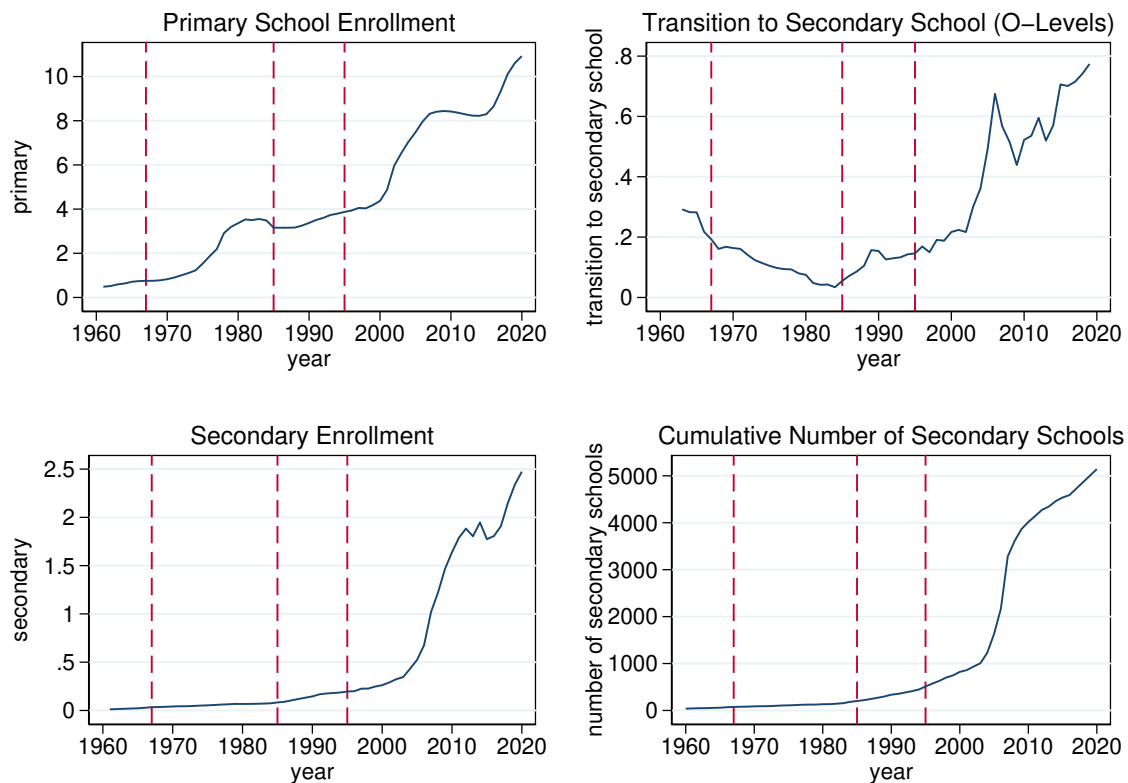 Primary School Enrollment
primary
10
8
6
4
2
0
1960 1970 1980 1990 2000 2010 2020
year
Transition to Secondary School (O−Levels)
transition to secondary school
.8
.6
.4
.2
0
1960 1970 1980 1990 2000 2010 2020
year
Secondary Enrollment
secondary
2.5
2
1.5
1
.5
0
1960 1970 1980 1990 2000 2010 2020
year
Cumulative Number of Secondary Schools
number of secondary schools
5000
4000
3000
2000
1000
0
1960 1970 1980 1990 2000 2010 2020
year